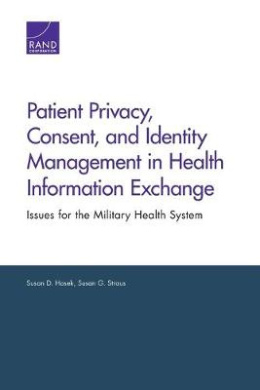 RAND
CORPORATION
Patient Privacy,
Consent, and Identity
Management in Health
Information Exchange
Issues for the Military Health System
Susan D. Hosek, Susan G. Straus